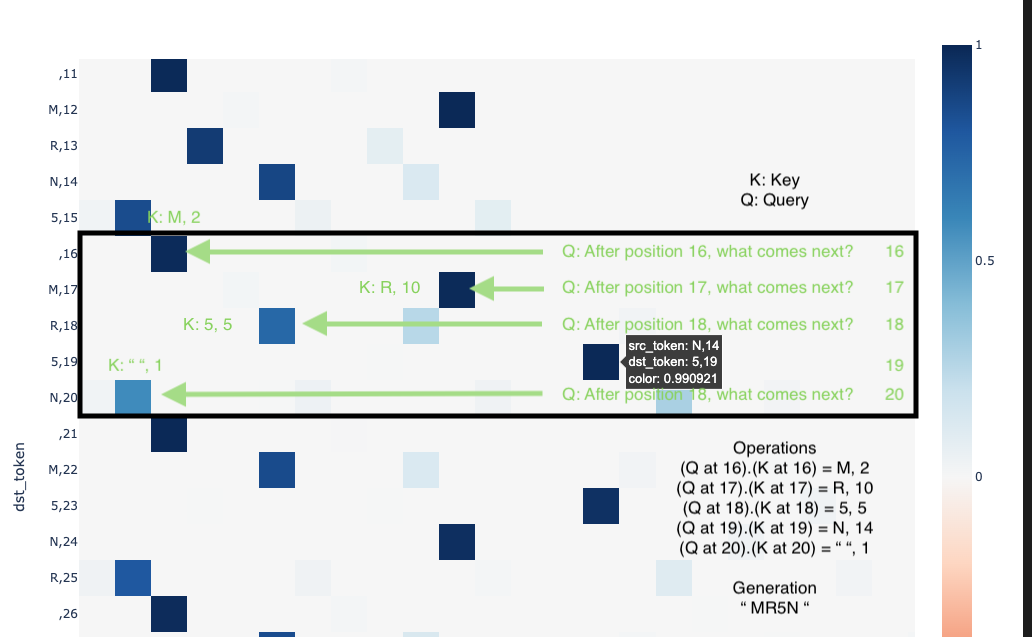 1
,11
M,12
R,13
N,14
K: Key
Q: Query
5,15
K: M, 2
,16
Q: After position 16, what comes next?
16
0.5
M,17
K: R, 10
Q: After position 17, what comes next?
17
R,18
K: 5, 5
Q: After position 18, what comes next?
18
src_token: N,14
dst_token: 5,19
color: 0.990921
5,19
K: “ “, 1
19
N,20
Q: After position 18, what comes next?
20
,21
dst_token
Operations
M,22
(Q at 16).(K at 16) = M, 2
0
(Q at 17).(K at 17) = R, 10
5,23
(Q at 18).(K at 18) = 5, 5
(Q at 19).(K at 19) = N, 14
N,24
(Q at 20).(K at 20) = “ “, 1
R,25
Generation
“ MR5N “
,26